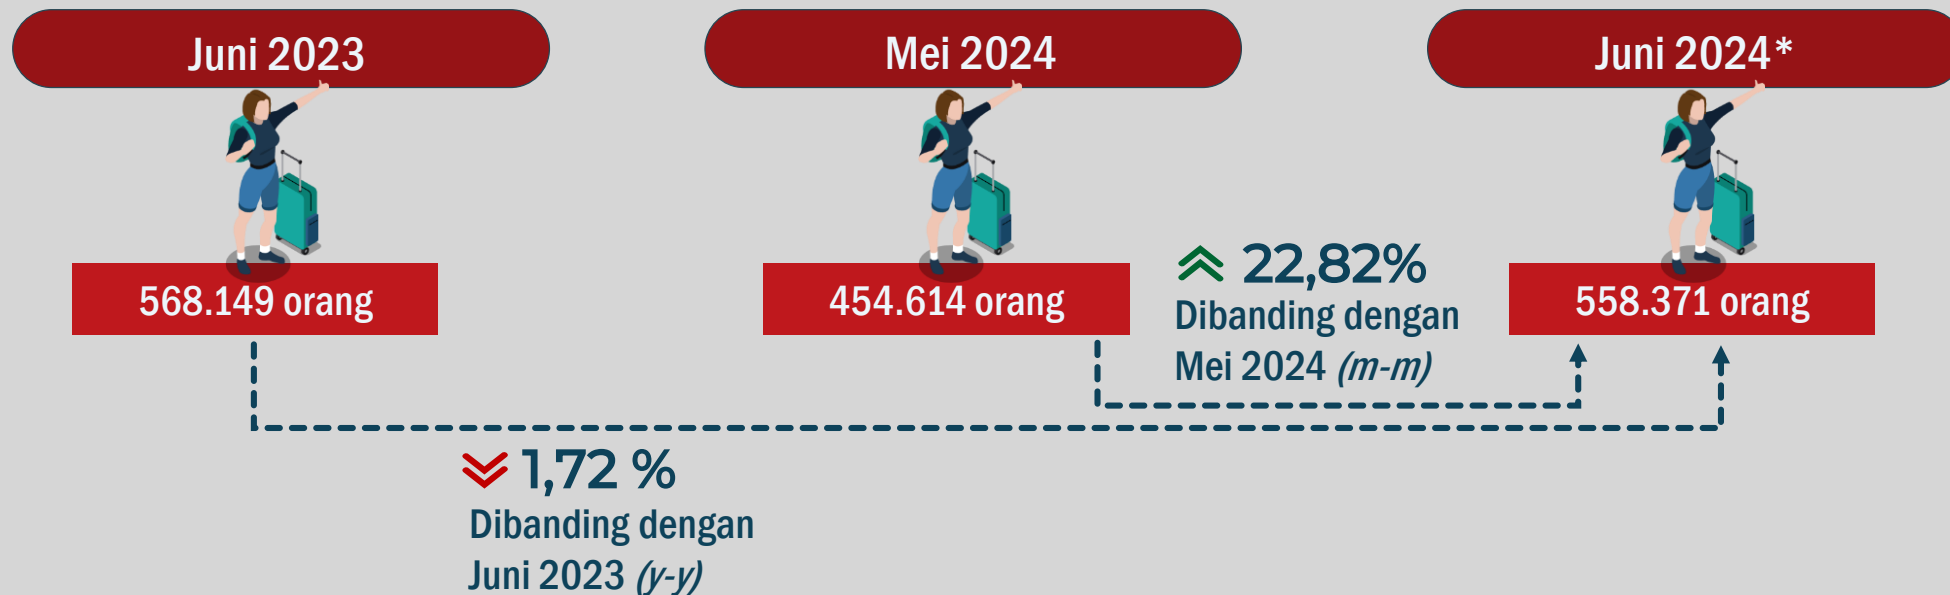 Juni 2023
Mei 2024
Juni 2024*
568.149 orang
454.614 orang
558.371 orang
22,82%
Dibanding dengan
Mei 2024 (m-m)
1,72 %
Dibanding dengan
Juni 2023 (y-y)